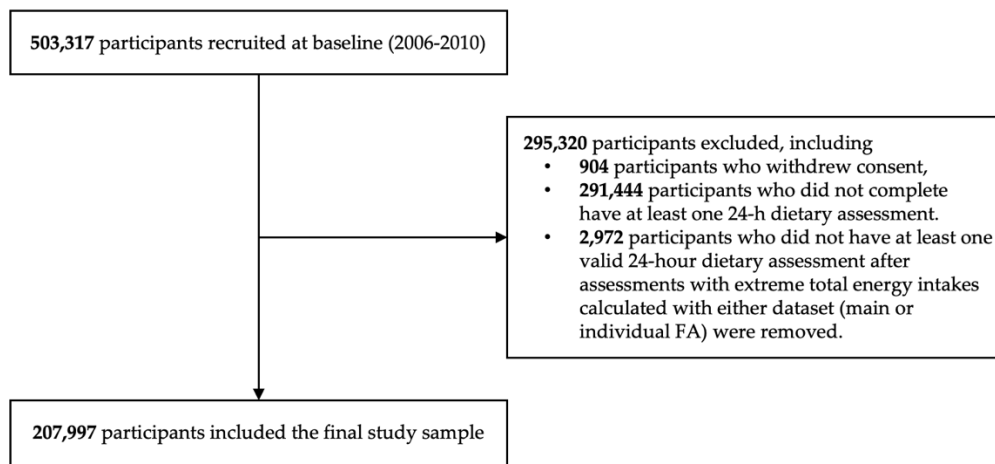 503,317 participants recruited at baseline (2006-2010)
295,320 participants excluded, including
• 904 participants who withdrew consent,
• 291,444 participants who did not complete
have at least one 24-h dietary assessment.
• 2,972 participants who did not have at least one
valid 24-hour dietary assessment after
assessments with extreme total energy intakes
calculated with either dataset (main or
individual FA) were removed.
207,997 participants included the final study sample